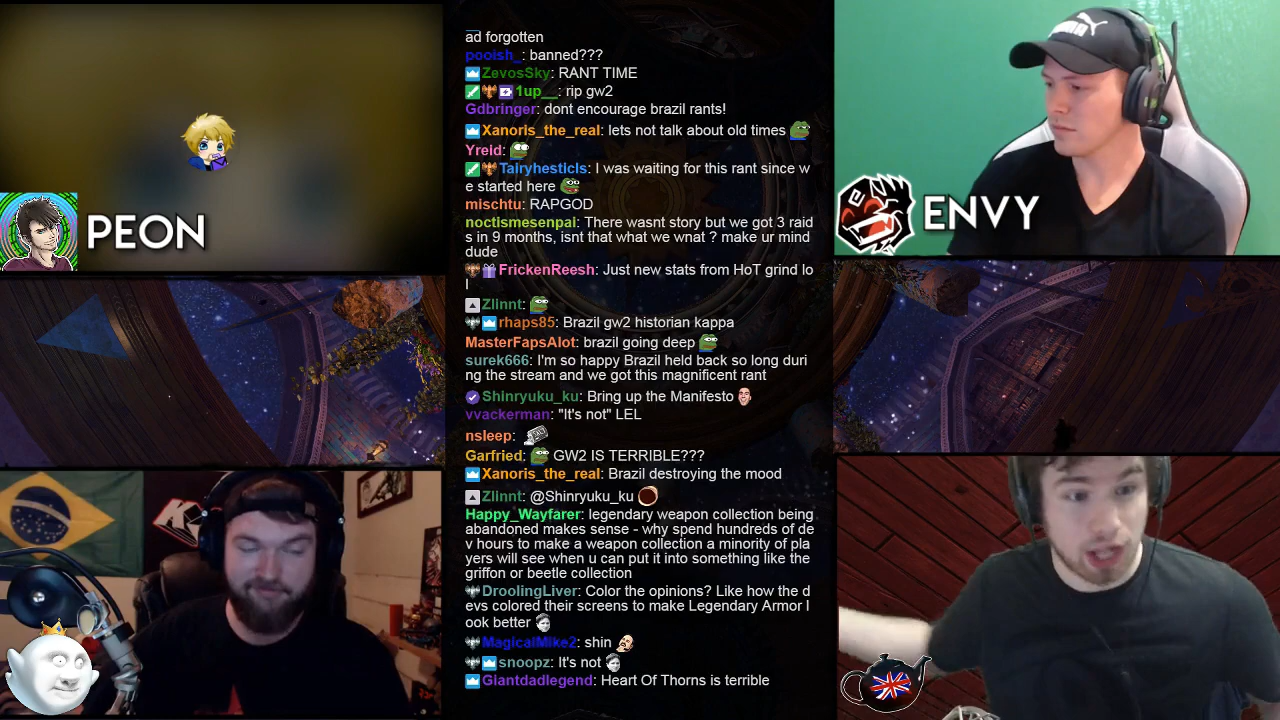 ad forgotten
pooish_: banned???
ZevosSky: RANT TIME
1up__: rip gw2
Gdbringer: dont encourage brazil rants!
Xanoris_the_real: lets not talk about old times
Yreid:
Tairyhesticls: I was waiting for this rant since w
e started here
mischtu: RAPGOD
noctismesenpai: There wasnt story but we got 3 raid
s in 9 months, isnt that what we wnat ? make ur mind
dude
FrickenReesh: Just new stats from HoT grind lo
l
Zlinnt:
rhaps85: Brazil gw2 historian kappa
MasterFapsAlot: brazil going deep
surek666: I'm so happy Brazil held back so long duri
ng the stream and we got this magnificent rant
Shinryuku_ku: Bring up the Manifesto
vvackerman: "It's not" LEL
nsleep:
Garfried: GW2 IS TERRIBLE???
Xanoris_the_real: Brazil destroying the mood
Zlinnt: @Shinryuku_ku
Happy_Wayfarer: legendary weapon collection being
abandoned makes sense - why spend hundreds of de
v hours to make a weapon collection a minority of pla
yers will see when u can put it into something like the
griffon or beetle collection
DroolingLiver: Color the opinions? Like how the d
evs colored their screens to make Legendary Armor l
ook better
MagicalMike2: shin
snoopz: It's not
Giantdadlegend: Heart Of Thorns is terrible
PEON
ENVY